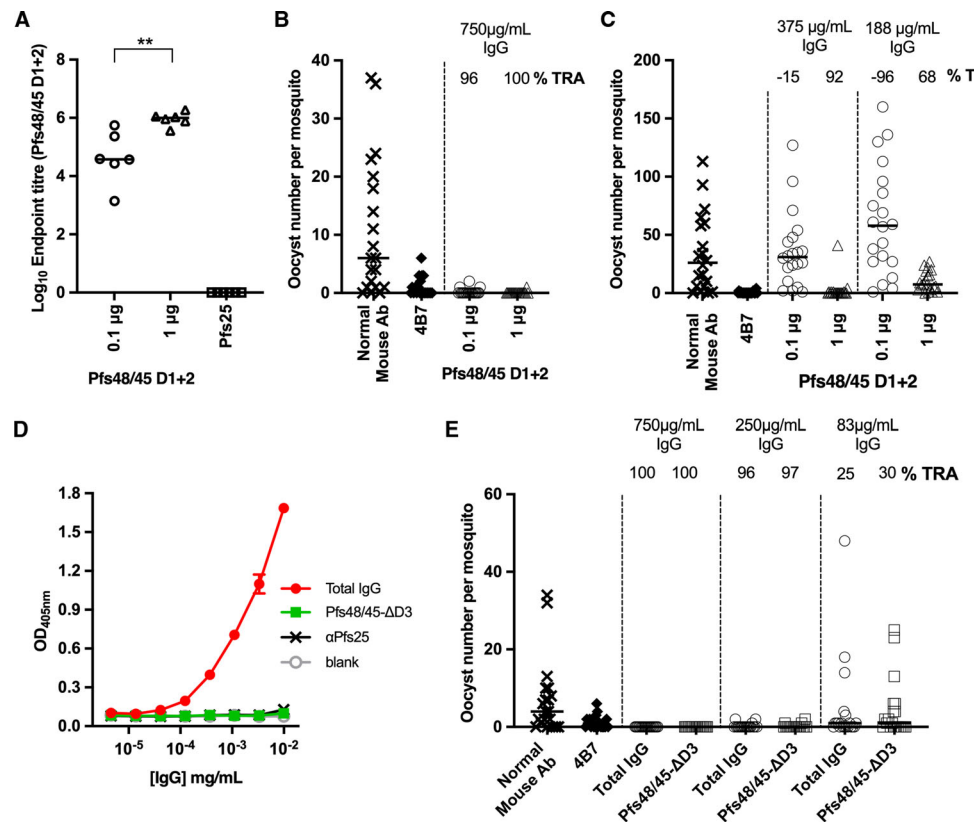 A
**
Log10 Endpoint titre (Pfs48/45 D1+2)
8
6
4
2
0
0.1 µg
1 µg
Pfs25
Pfs48/45 D1+2
B
750µg/mL
IgG
96 100 % TRA
Oocyst number per mosquito
40
30
20
10
0
Normal
Mouse Ab
4B7
0.1 µg
1 µg
Pfs48/45 D1+2
C
375 µg/mL
IgG
188 µg/mL
IgG
-15 92 -96 68 % T
Oocyst number per mosquito
200
150
100
50
0
Normal
Mouse Ab
4B7
0.1 µg
1 µg
0.1 µg
1 µg
Pfs48/45 D1+2
D
OD405nm
1.8
1.5
1.2
0.9
0.6
0.3
0.0
10-5 10-4 10-3 10-2
[IgG] mg/mL
Total IgG
Pfs48/45-ΔD3
αPfs25
blank
E
750µg/mL
IgG
250µg/mL
IgG
83µg/mL
IgG
100 100 96 97 25 30 % TRA
Oocyst number per mosquito
60
40
20
0
Normal
Mouse Ab
4B7
Total IgG
Pfs48/45-ΔD3
Total IgG
Pfs48/45-ΔD3
Total IgG
Pfs48/45-ΔD3